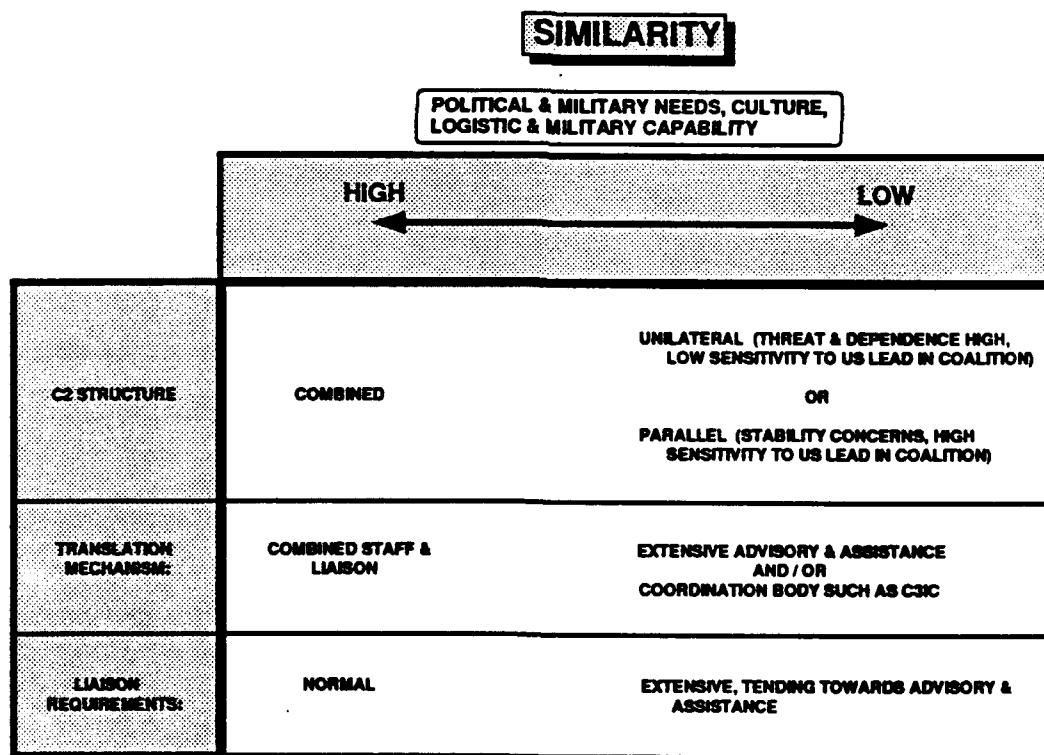 SIMILARITY
POLITICAL & MILITARY NEEDS, CULTURE,
LOGISTIC & MILITARY CAPABILITY
HIGH
LOW
C2 STRUCTURE
COMBINED
UNILATERAL (THREAT & DEPENDENCE HIGH,
LOW SENSITIVITY TO US LEAD IN COALITION)
OR
PARALLEL (STABILITY CONCERNS, HIGH
SENSITIVITY TO US LEAD IN COALITION)
TRANSLATION
MECHANISM:
COMBINED STAFF &
LIAISON
EXTENSIVE ADVISORY & ASSISTANCE
AND / OR
COORDINATION BODY SUCH AS C3IC
LIAISON
REQUIREMENTS:
NORMAL
EXTENSIVE, TENDING TOWARDS ADVISORY &
ASSISTANCE